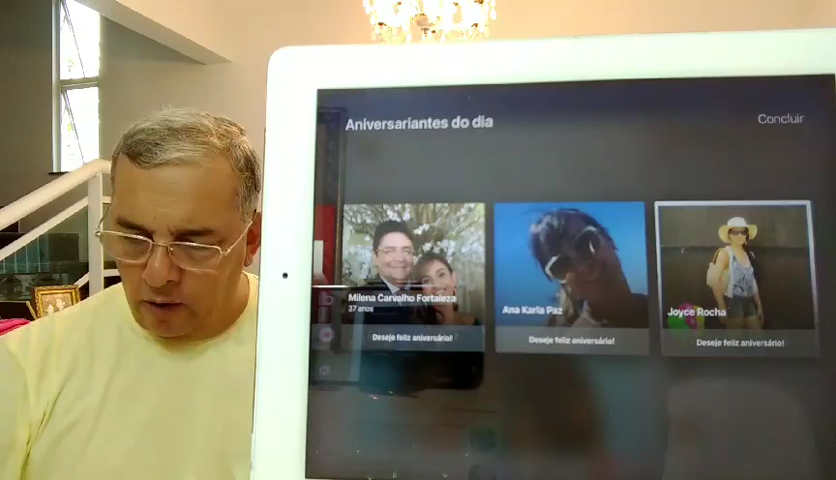 Aniversariantes do dia
Concluir
Milena Carvalho Fortaleza
37 anos
Deseje feliz aniversário!
Ana Karla Paz
Deseje feliz aniversário!
Joyce Rocha
Deseje feliz aniversário!